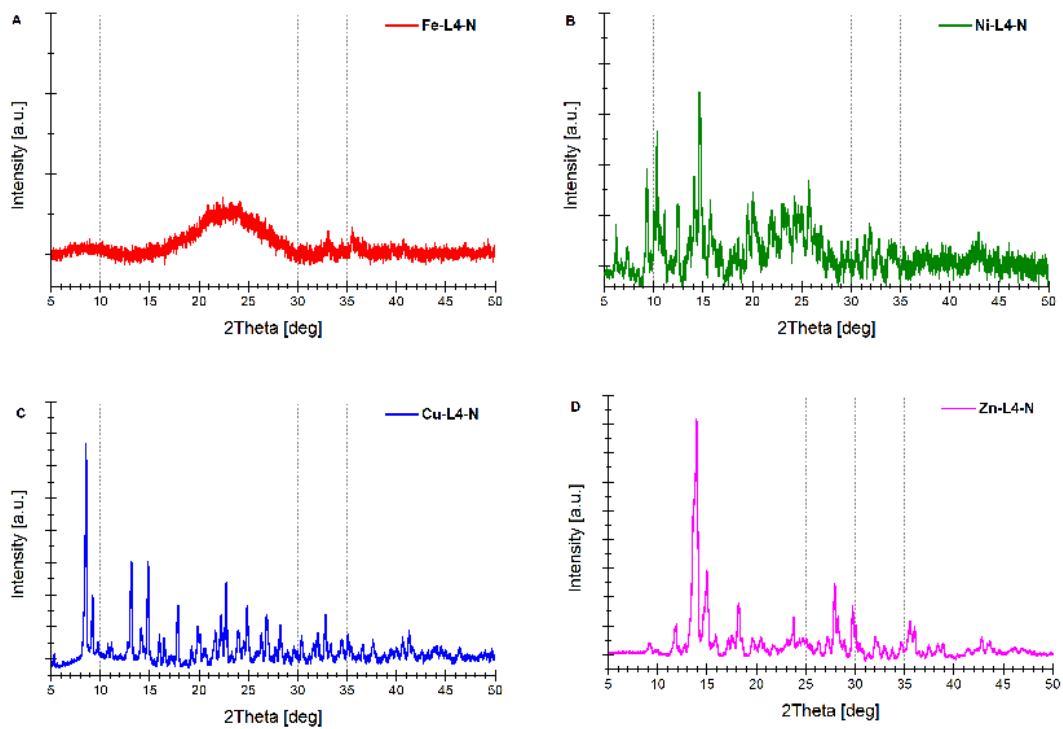 A
Fe-L4-N
Intensity [a.u.]
5 10 15 20 25 30 35 40 45 50
2Theta [deg]
B
Ni-L4-N
Intensity [a.u.]
5 10 15 20 25 30 35 40 45 50
2Theta [deg]
C
Cu-L4-N
Intensity [a.u.]
5 10 15 20 25 30 35 40 45 50
2Theta [deg]
D
Zn-L4-N
Intensity [a.u.]
5 10 15 20 25 30 35 40 45 50
2Theta [deg]